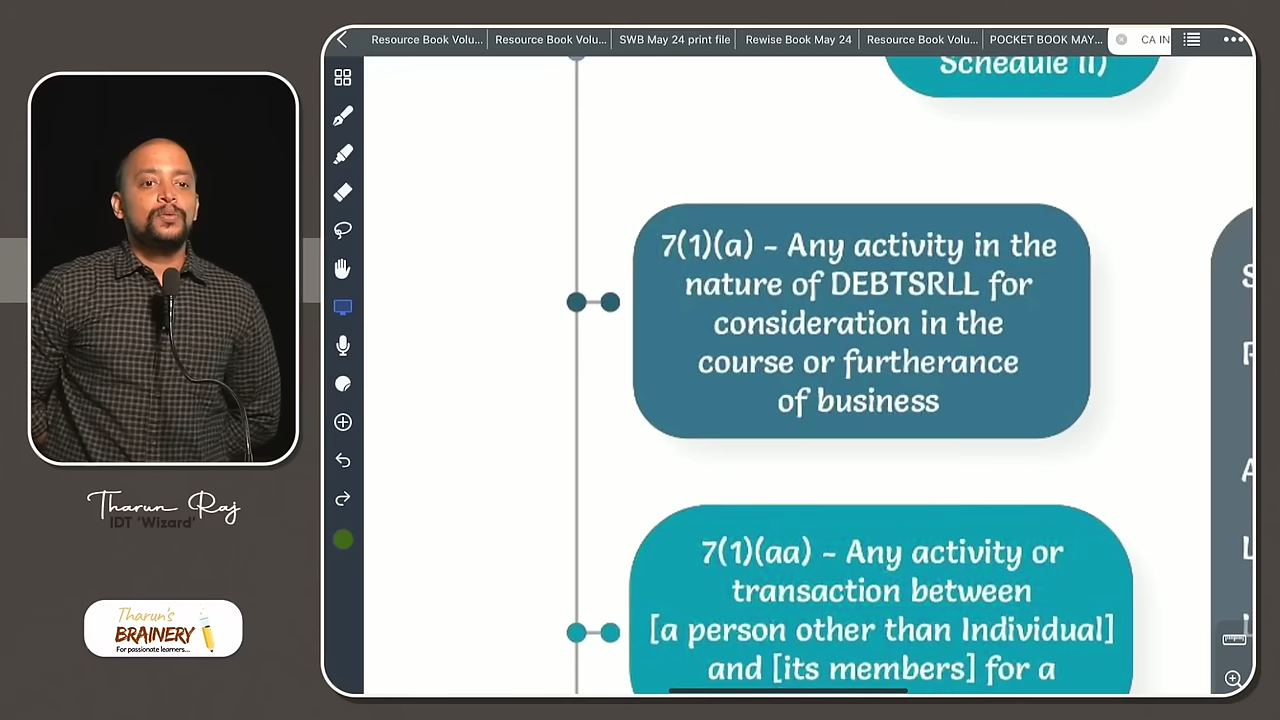 Resource Book Volu...
Resource Book Volu...
SWB May 24 print file
Rewise Book May 24
Resource Book Volu...
POCKET BOOK MAY...
CA IN
Schedule II)
7(1)(a) - Any activity in the
nature of DEBTSRLL for
consideration in the
course or furtherance
of business
7(1)(aa) - Any activity or
transaction between
[a person other than Individual]
and [its members] for a
Tharun Raj
IDT 'Wizard'
Tharun's
BRAINERY
For passionate learners...